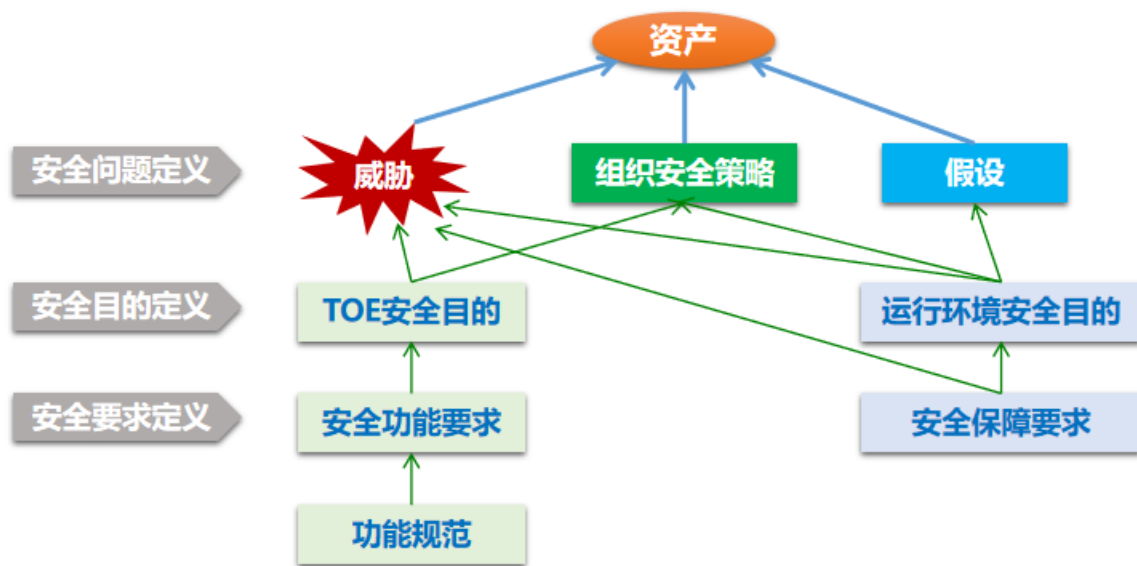 资产
安全问题定义
威胁
组织安全策略
假设
安全目的定义
TOE安全目的
运行环境安全目的
安全要求定义
安全功能要求
安全保障要求
功能规范